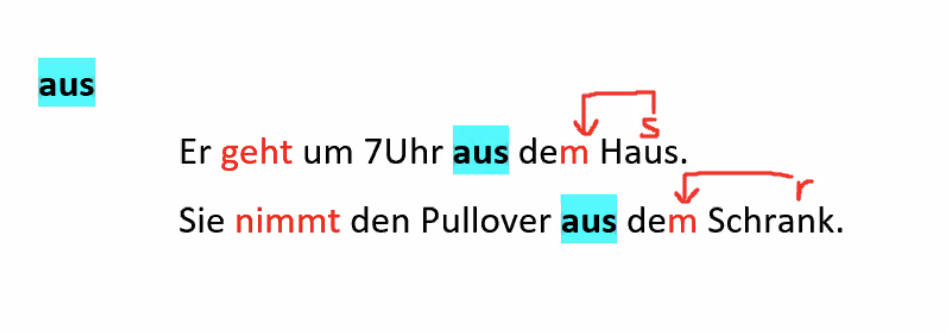 aus
s
Er geht um 7Uhr aus dem Haus.
r
Sie nimmt den Pullover aus dem Schrank.